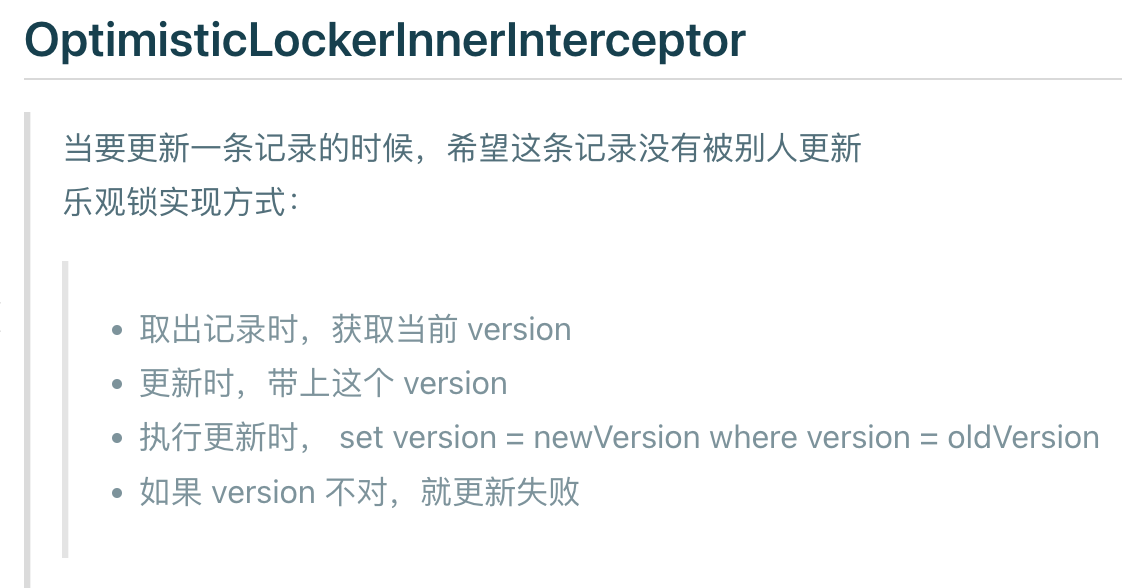 OptimisticLockerInnerInterceptor
当要更新一条记录的时候，希望这条记录没有被别人更新
乐观锁实现方式：
• 取出记录时，获取当前 version
• 更新时，带上这个 version
• 执行更新时， set version = newVersion where version = oldVersion
• 如果 version 不对，就更新失败